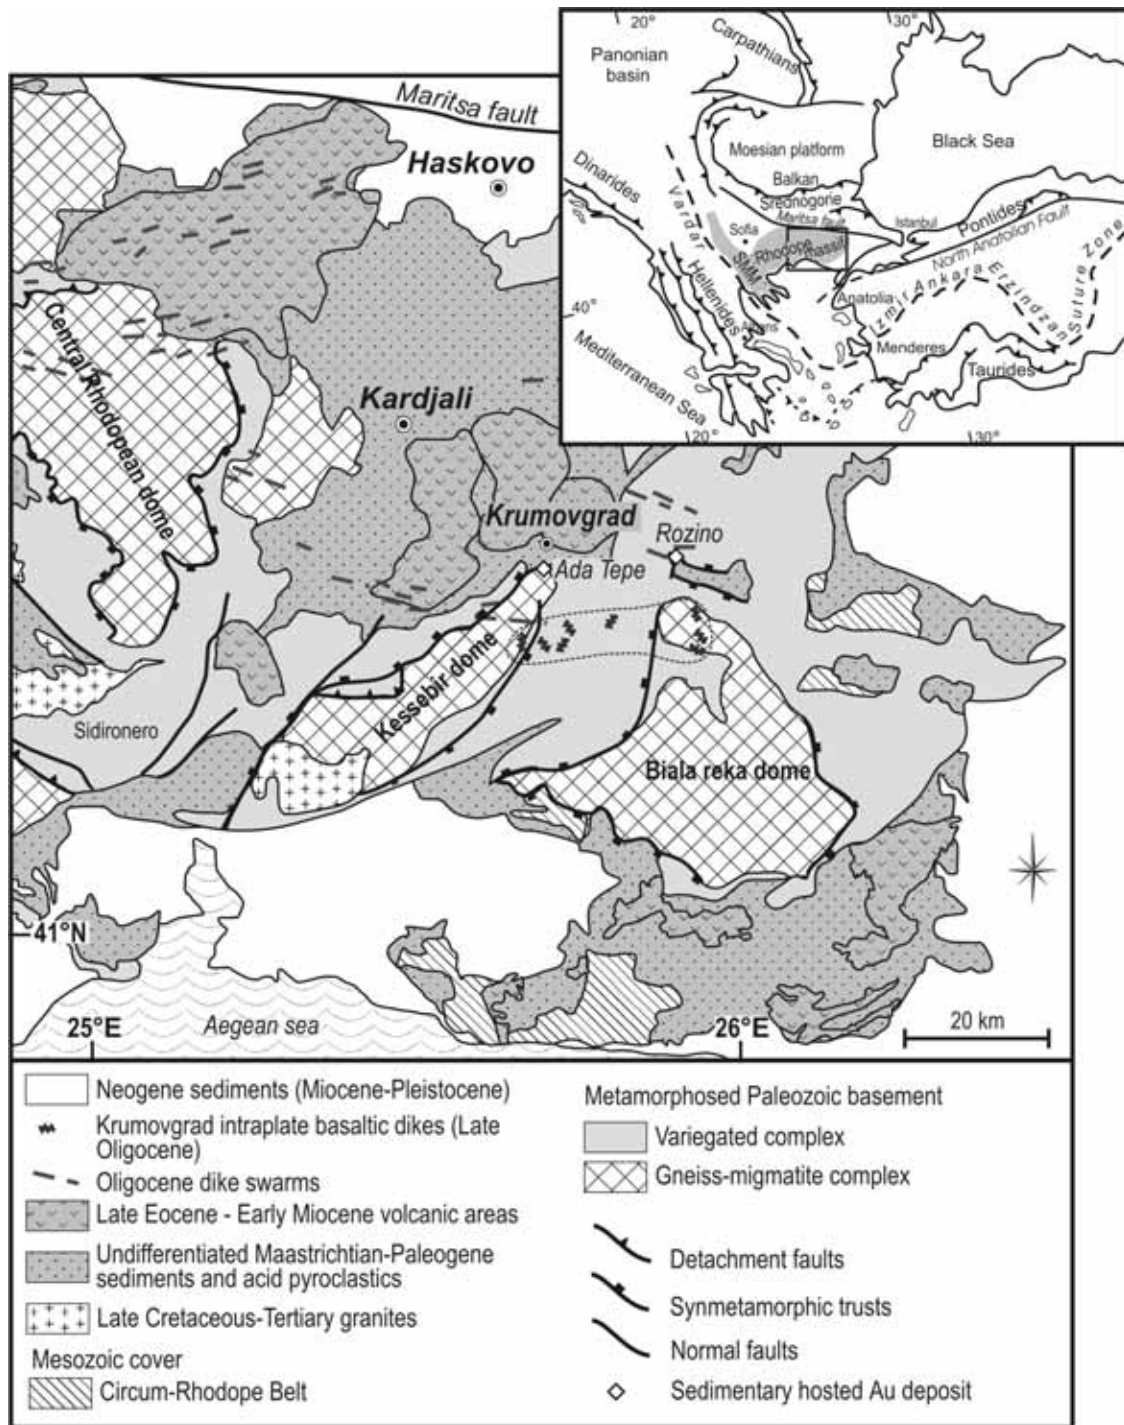 20°
30°
Carpathians
Panonian
basin
Moesian platform
Black Sea
Balkan
Dinarides
Srednogorie
Vardar
Maritsa fault
Istanbul
Pontides
Sofia
Rhodope
massif
SMM
North Anatolian Fault
Hellenides
Anatolia
Izmir Ankara Erzindzan
Suture Zone
40°
Athens
Menderes
Taurides
Mediterranean Sea
20°
30°
Maritsa fault
Haskovo
Central Rhodopean dome
Kardjali
Krumovgrad
Rozino
Ada Tepe
Kessebir dome
Sidironero
Biala reka dome
41°N
25°E
Aegean sea
26°E
20 km
Neogene sediments (Miocene-Pleistocene)
Krumovgrad intraplate basaltic dikes (Late
Oligocene)
Oligocene dike swarms
Late Eocene - Early Miocene volcanic areas
Undifferentiated Maastrichtian-Paleogene
sediments and acid pyroclastics
Late Cretaceous-Tertiary granites
Mesozoic cover
Circum-Rhodope Belt
Metamorphosed Paleozoic basement
Variegated complex
Gneiss-migmatite complex
Detachment faults
Synmetamorphic trusts
Normal faults
Sedimentary hosted Au deposit